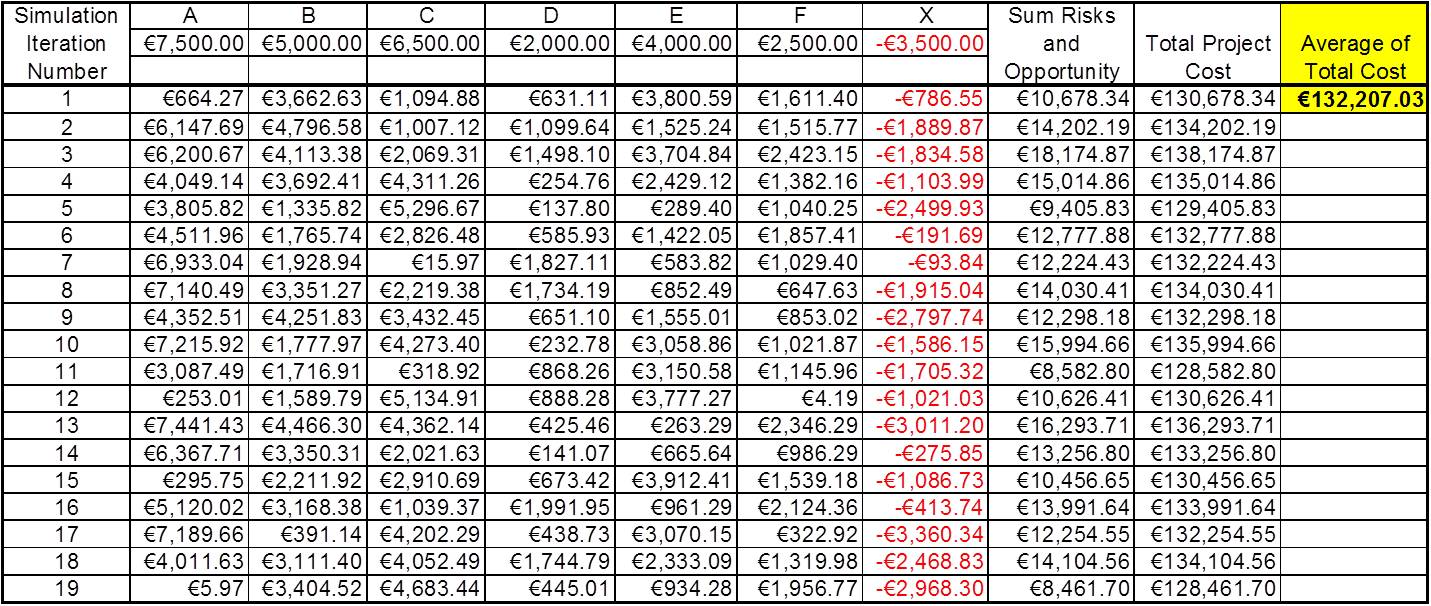 Simulation Iteration Number A B C D E F X Sum Risks and Opportunity Total Project Cost Average of Total Cost
€7,500.00 €5,000.00 €6,500.00 €2,000.00 €4,000.00 €2,500.00 -€3,500.00
1 €664.27 €3,662.63 €1,094.88 €631.11 €3,800.59 €1,611.40 -€786.55 €10,678.34 €130,678.34 €132,207.03
2 €6,147.69 €4,796.58 €1,007.12 €1,099.64 €1,525.24 €1,515.77 -€1,889.87 €14,202.19 €134,202.19
3 €6,200.67 €4,113.38 €2,069.31 €1,498.10 €3,704.84 €2,423.15 -€1,834.58 €18,174.87 €138,174.87
4 €4,049.14 €3,692.41 €4,311.26 €254.76 €2,429.12 €1,382.16 -€1,103.99 €15,014.86 €135,014.86
5 €3,805.82 €1,335.82 €5,296.67 €137.80 €289.40 €1,040.25 -€2,499.93 €9,405.83 €129,405.83
6 €4,511.96 €1,765.74 €2,826.48 €585.93 €1,422.05 €1,857.41 -€191.69 €12,777.88 €132,777.88
7 €6,933.04 €1,928.94 €15.97 €1,827.11 €583.82 €1,029.40 -€93.84 €12,224.43 €132,224.43
8 €7,140.49 €3,351.27 €2,219.38 €1,734.19 €852.49 €647.63 -€1,915.04 €14,030.41 €134,030.41
9 €4,352.51 €4,251.83 €3,432.45 €651.10 €1,555.01 €853.02 -€2,797.74 €12,298.18 €132,298.18
10 €7,215.92 €1,777.97 €4,273.40 €232.78 €3,058.86 €1,021.87 -€1,586.15 €15,994.66 €135,994.66
11 €3,087.49 €1,716.91 €318.92 €868.26 €3,150.58 €1,145.96 -€1,705.32 €8,582.80 €128,582.80
12 €253.01 €1,589.79 €5,134.91 €888.28 €3,777.27 €4.19 -€1,021.03 €10,626.41 €130,626.41
13 €7,441.43 €4,466.30 €4,362.14 €425.46 €263.29 €2,346.29 -€3,011.20 €16,293.71 €136,293.71
14 €6,367.71 €3,350.31 €2,021.63 €141.07 €665.64 €986.29 -€275.85 €13,256.80 €133,256.80
15 €295.75 €2,211.92 €2,910.69 €673.42 €3,912.41 €1,539.18 -€1,086.73 €10,456.65 €130,456.65
16 €5,120.02 €3,168.38 €1,039.37 €1,991.95 €961.29 €2,124.36 -€413.74 €13,991.64 €133,991.64
17 €7,189.66 €391.14 €4,202.29 €438.73 €3,070.15 €322.92 -€3,360.34 €12,254.55 €132,254.55
18 €4,011.63 €3,111.40 €4,052.49 €1,744.79 €2,333.09 €1,319.98 -€2,468.83 €14,104.56 €134,104.56
19 €5.97 €3,404.52 €4,683.44 €445.01 €934.28 €1,956.77 -€2,968.30 €8,461.70 €128,461.70